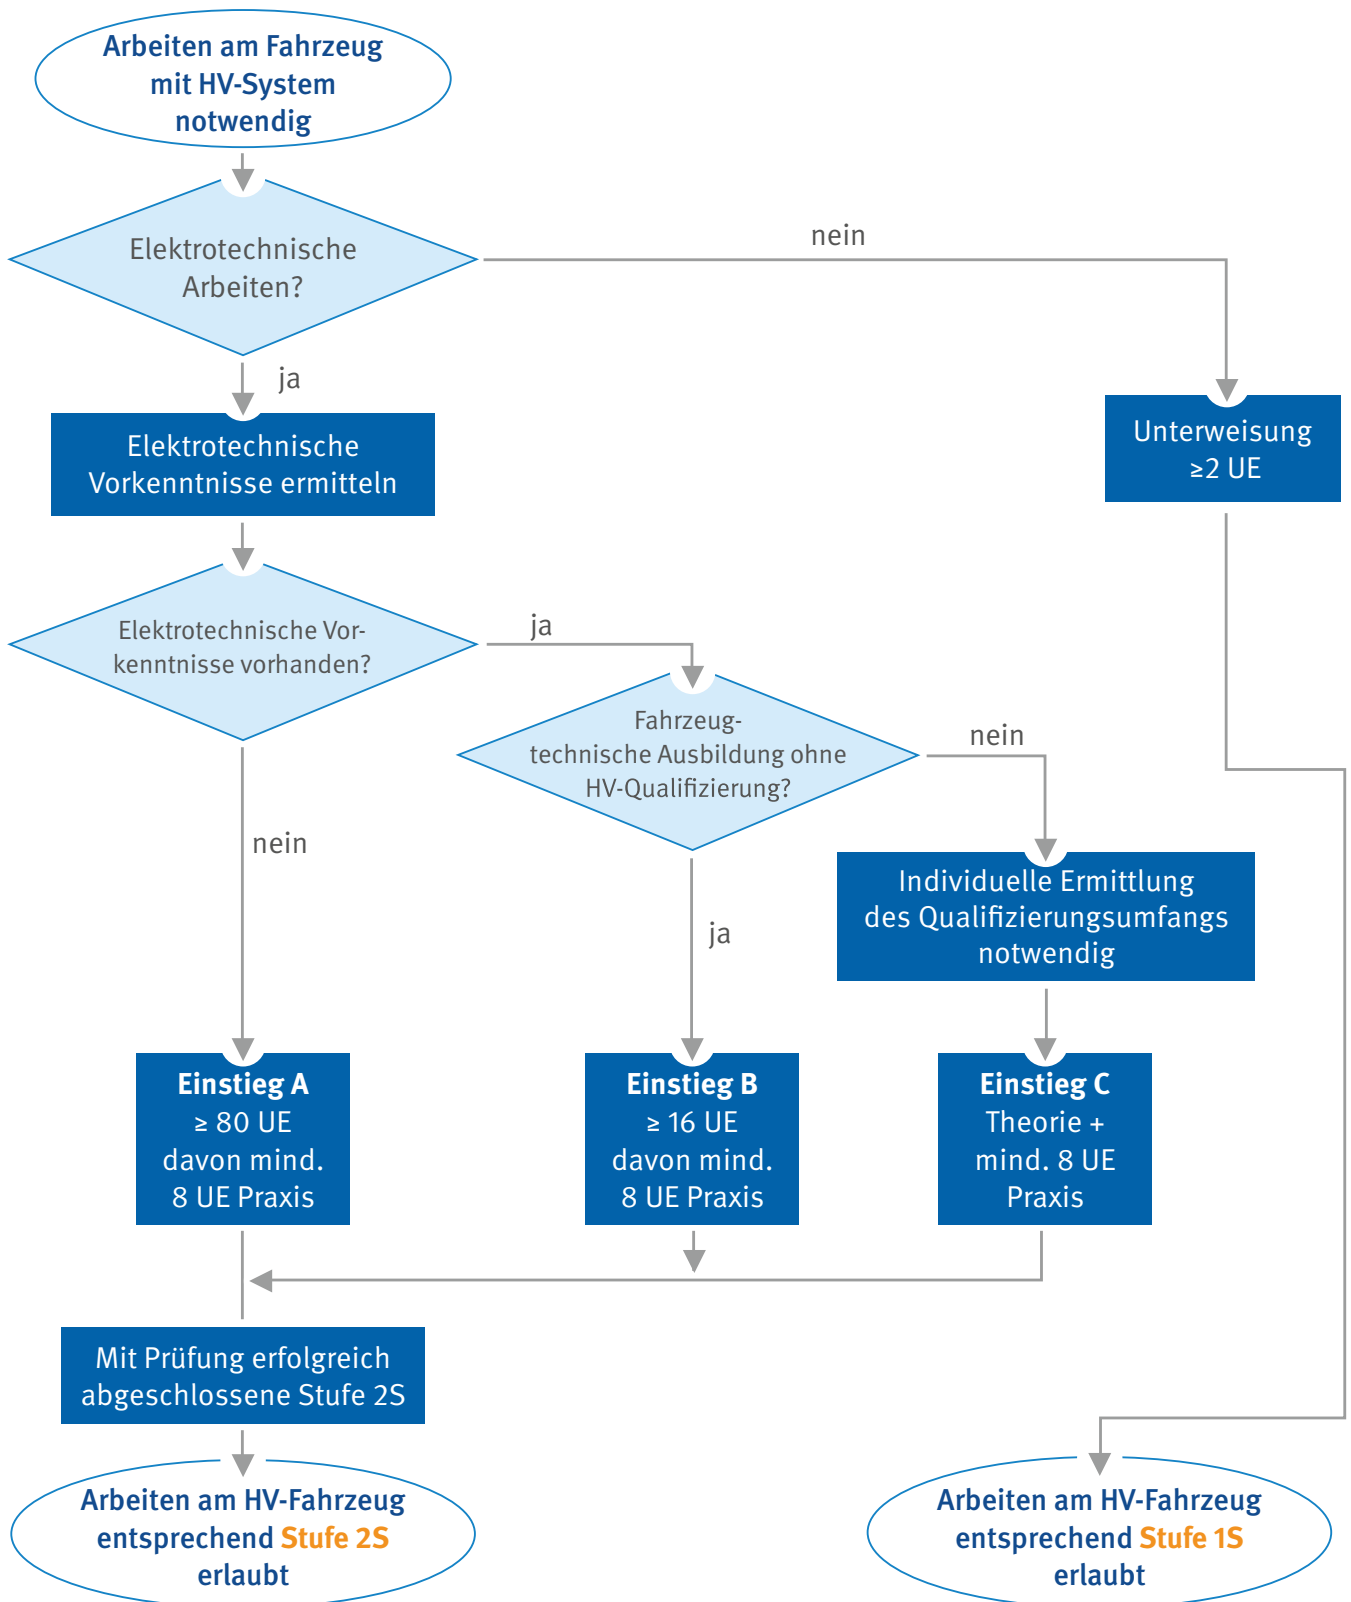 Arbeiten am Fahrzeug
mit HV-System
notwendig
Elektrotechnische
Arbeiten?
nein
ja
Elektrotechnische
Vorkenntnisse ermitteln
Unterweisung
≥2 UE
Elektrotechnische Vor-
kenntnisse vorhanden?
ja
Fahrzeug-
technische Ausbildung ohne
HV-Qualifizierung?
nein
nein
ja
Individuelle Ermittlung
des Qualifizierungsumfangs
notwendig
Einstieg A
≥ 80 UE
davon mind.
8 UE Praxis
Einstieg B
≥ 16 UE
davon mind.
8 UE Praxis
Einstieg C
Theorie +
mind. 8 UE
Praxis
Mit Prüfung erfolgreich
abgeschlossene Stufe 2S
Arbeiten am HV-Fahrzeug
entsprechend Stufe 2S
erlaubt
Arbeiten am HV-Fahrzeug
entsprechend Stufe 1S
erlaubt